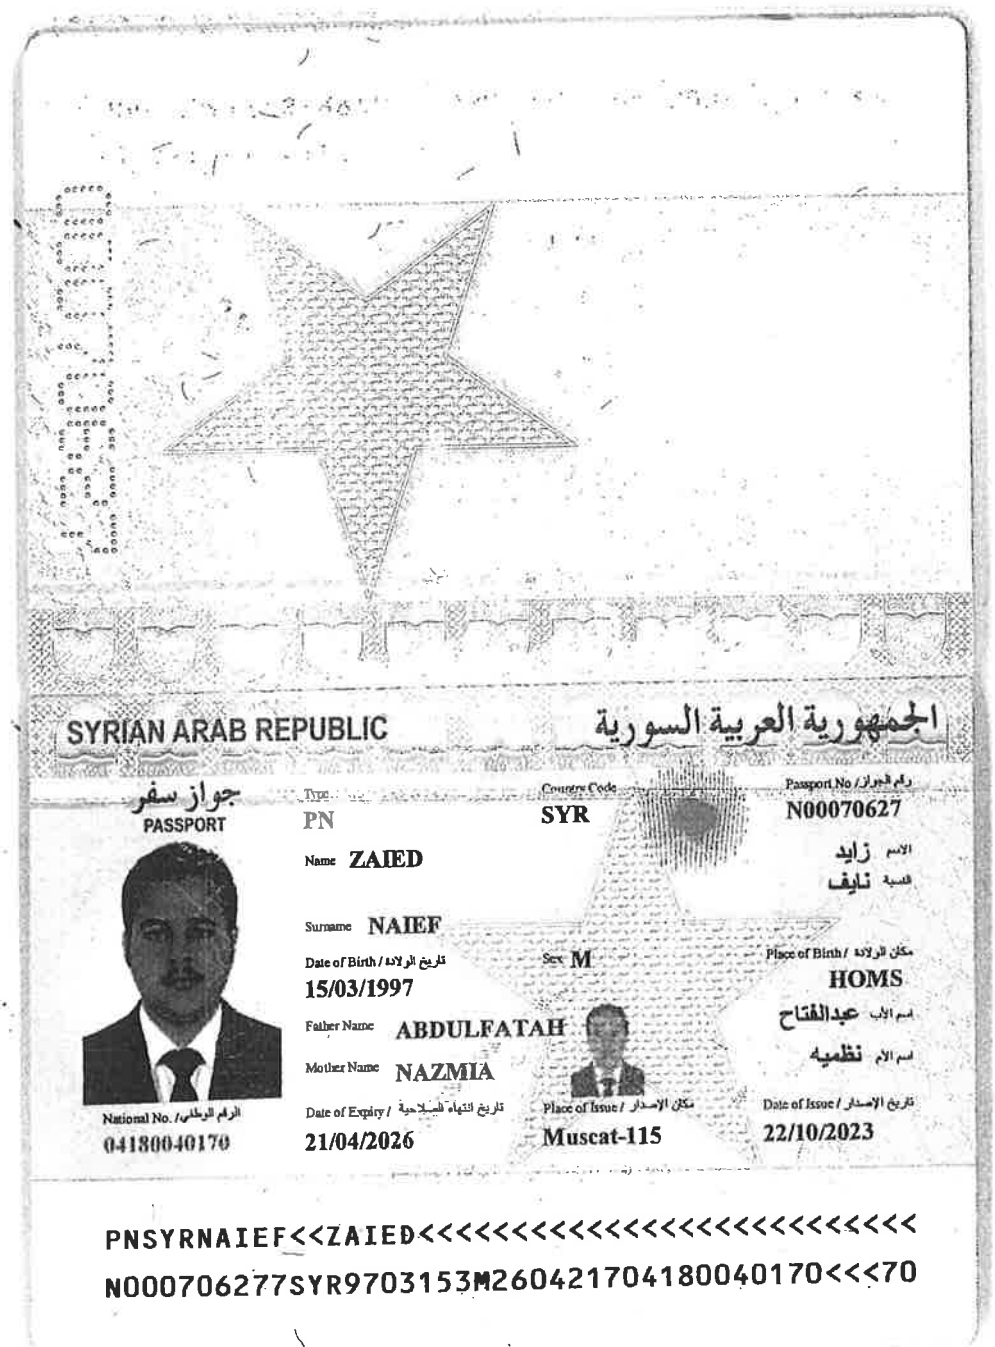 SYRIAN ARAB REPUBLIC الجمهورية العربية السورية
جواز سفر
PASSPORT
Type
PN
Country Code
SYR
Passport No / رقم الجواز
N00070627
Name ZAIED
الاسم زايد
النسبة نايف
Surname NAIEF
Date of Birth / تاريخ الولادة
15/03/1997
Sex M
Place of Birth / مكان الولادة
HOMS
Father Name ABDULFATAH
اسم الأب عبدالفتاح
Mother Name NAZMIA
اسم الأم نظميه
National No. / الرقم الوطني
04180040170
Date of Expiry / تاريخ انتهاء الصلاحية
21/04/2026
Place of Issue / مكان الإصدار
Muscat-115
Date of Issue / تاريخ الإصدار
22/10/2023
PNSYRNAIEF<<ZAIED<<<<<<<<<<<<<<<<<<<<<<<<<<<
N000706277SYR9703153M260421704180040170<<<70